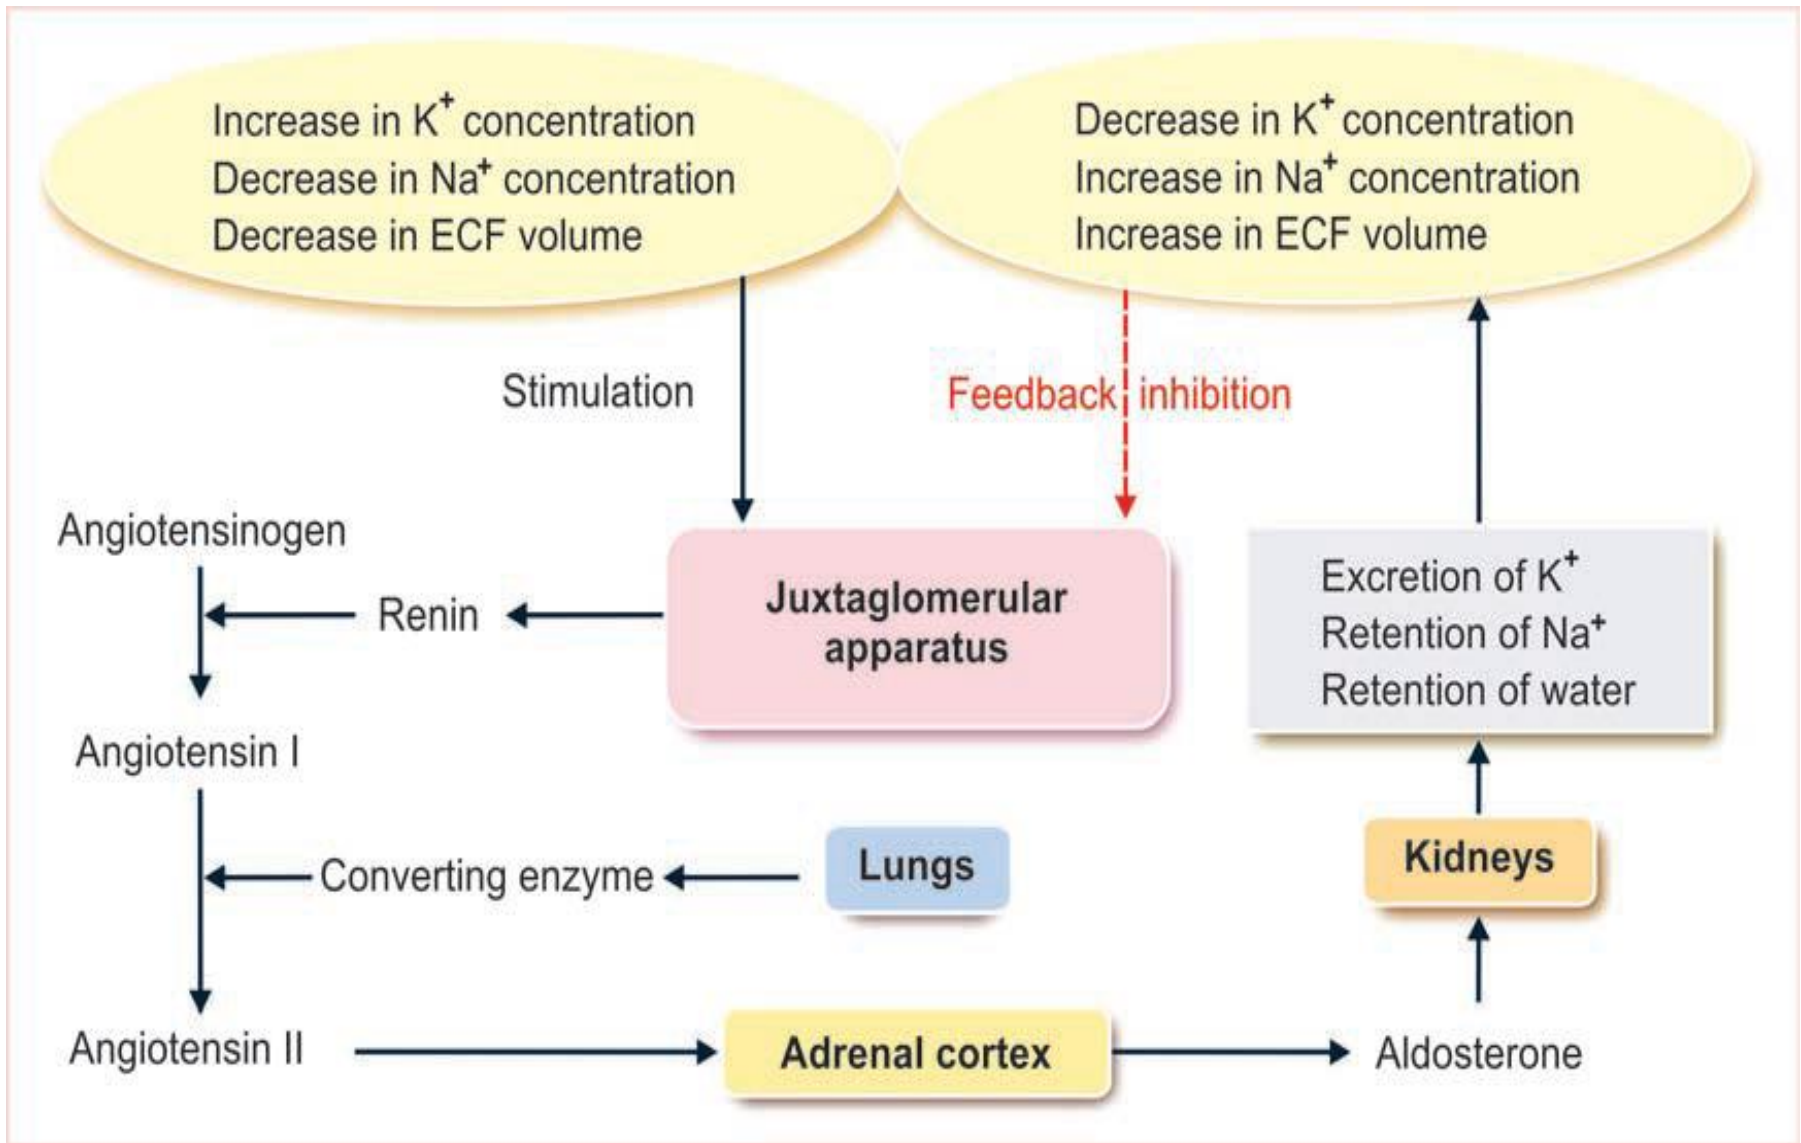 Increase in K⁺ concentration
Decrease in Na⁺ concentration
Decrease in ECF volume
Decrease in K⁺ concentration
Increase in Na⁺ concentration
Increase in ECF volume
Stimulation
Feedback inhibition
Angiotensinogen
Renin
Juxtaglomerular
apparatus
Excretion of K⁺
Retention of Na⁺
Retention of water
Angiotensin I
Converting enzyme
Lungs
Kidneys
Angiotensin II
Adrenal cortex
Aldosterone